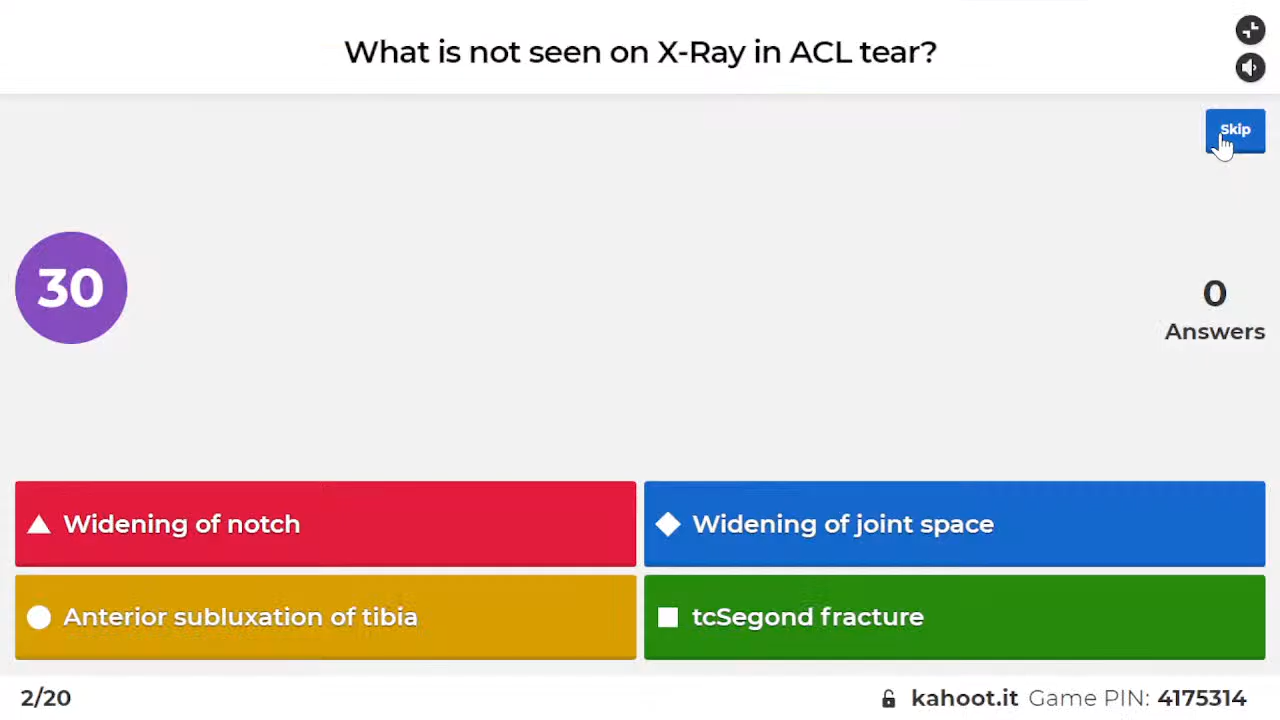 What is not seen on X-Ray in ACL tear?
Skip
30
0
Answers
Widening of notch
Widening of joint space
Anterior subluxation of tibia
tcSegond fracture
2/20
kahoot.it Game PIN: 4175314